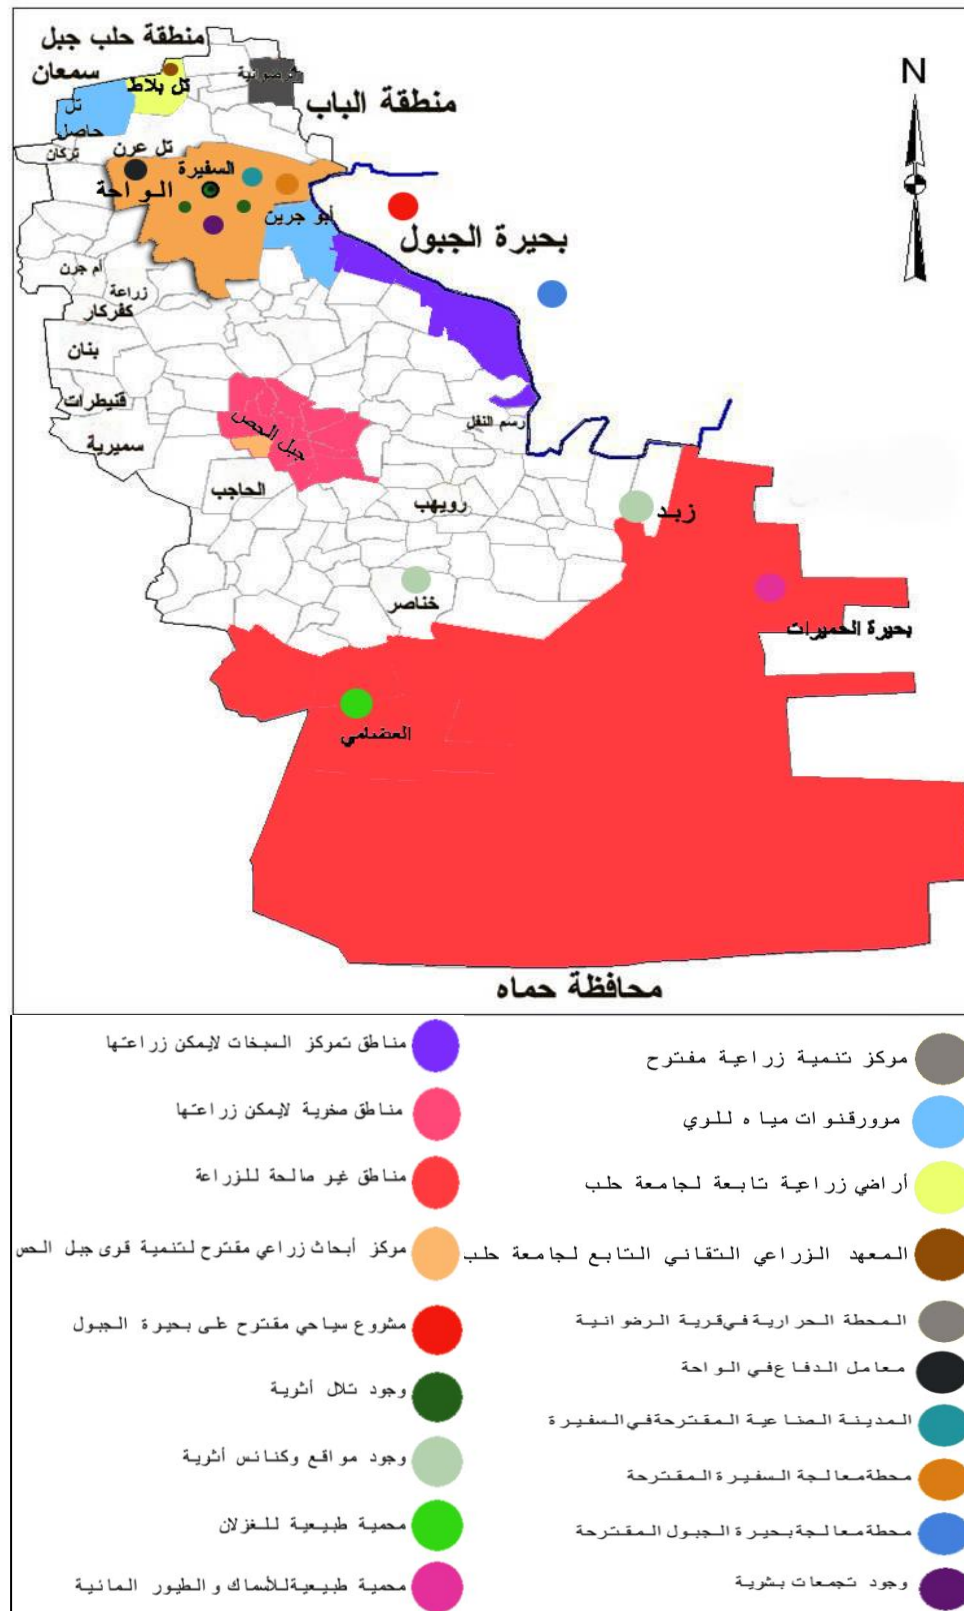 منطقة حلب جبل
سمعان
N
الرضوانية
تل بلاط
منطقة الباب
تل
حاصل
تل عرن
تركان
السفيرة
الواحة
أبو جرين
بحيرة الجبول
أم جرن
زراعة
كفركار
بنان
قنيطرات
رسم النفل
جبل الحص
سميرية
الحاجب
رويهب
زبد
خناصر
بحيرة الحميرات
العضامي
محافظة حماه
مركز تنمية زراعية مفتوح
مناطق تمركز السبخات لايمكن زراعتها
مرورقنوات مياه للري
مناطق صخرية لايمكن زراعتها
أراضي زراعية تابعة لجامعة حلب
مناطق غير صالحة للزراعة
المعهد الزراعي التقاني التابع لجامعة حلب
مركز أبحاث زراعي مقترح لتنمية قرى جبل الحص
المحطة الحرارية في قرية الرضوانية
مشروع سياحي مقترح على بحيرة الجبول
معامل الدفاع في الواحة
وجود تلال أثرية
المدينة الصناعية المقترحة في السفيرة
وجود مواقع وكنائس أثرية
محطة معالجة السفيرة المقترحة
محمية طبيعية للغزلان
محطة معالجة بحيرة الجبول المقترحة
محمية طبيعية للأسماك و الطيور المائية
وجود تجمعات بشرية